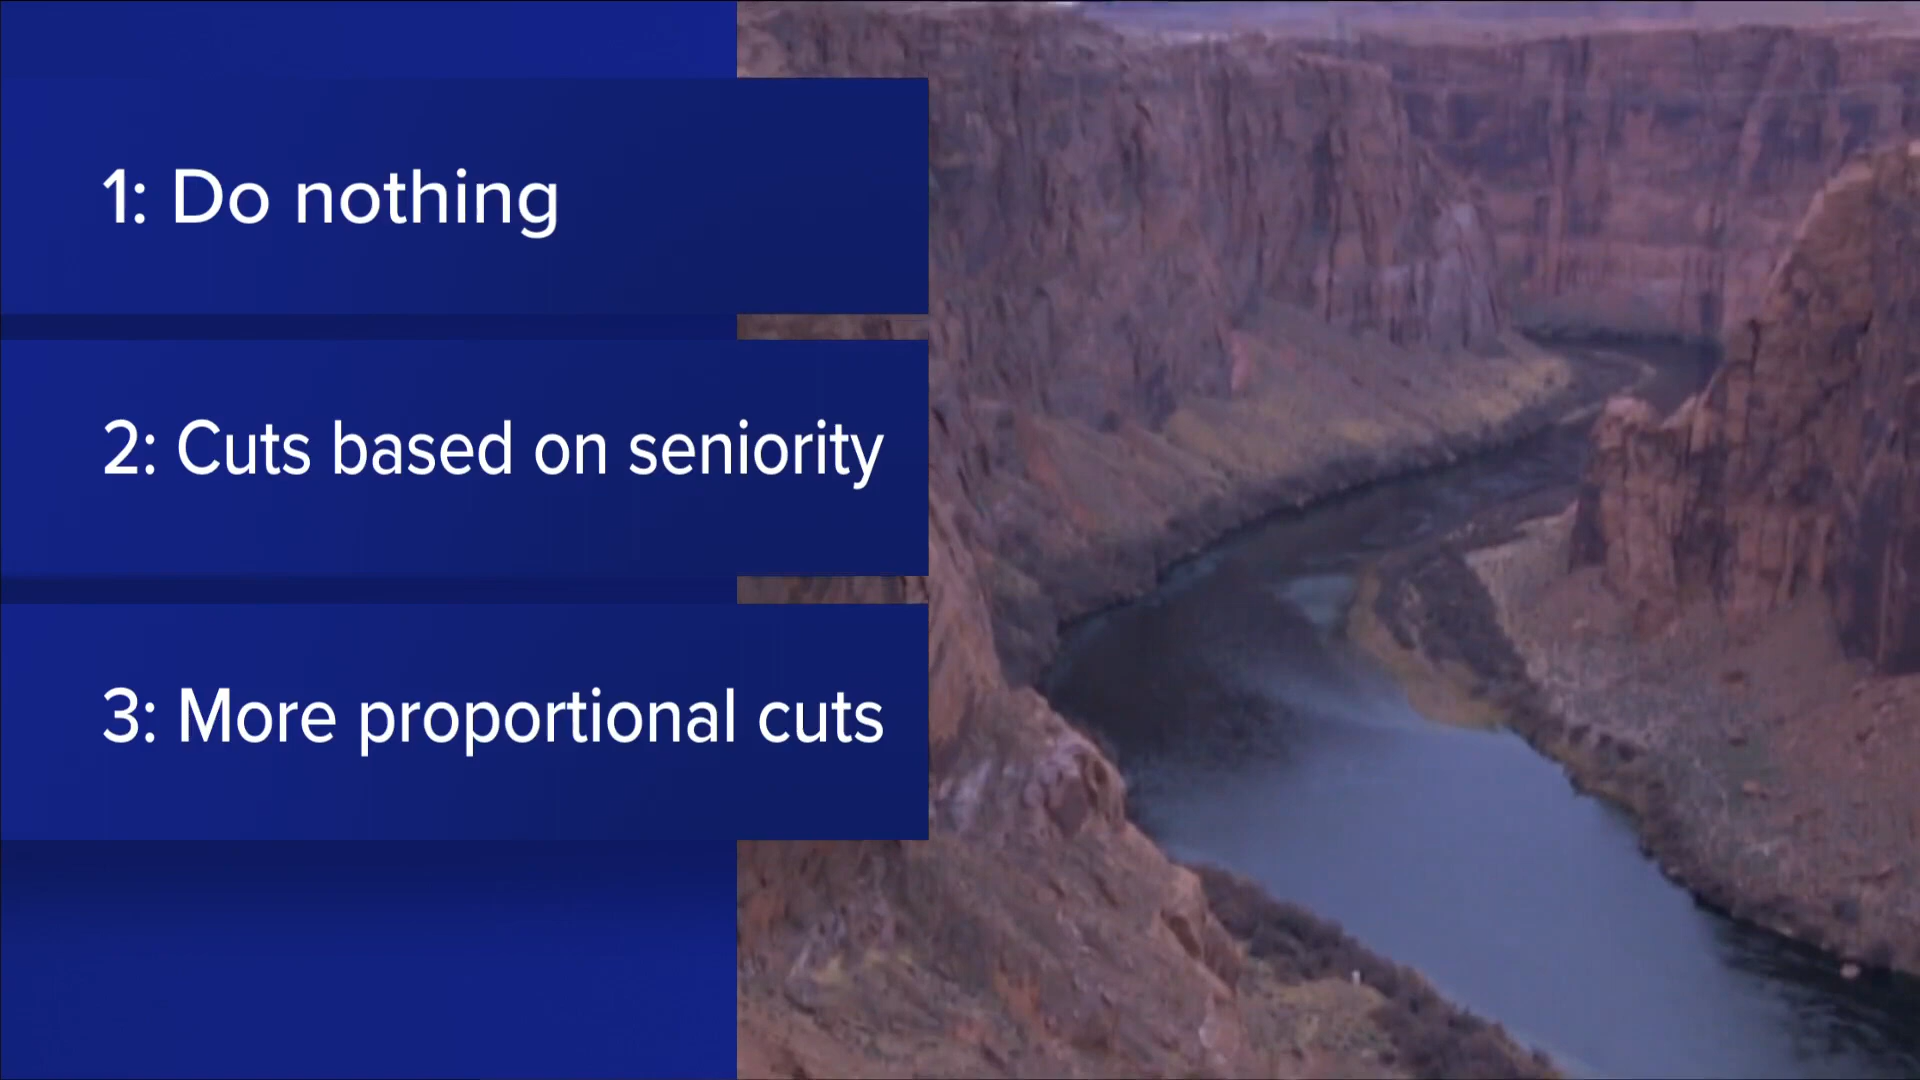 1: Do nothing
2: Cuts based on seniority
3: More proportional cuts